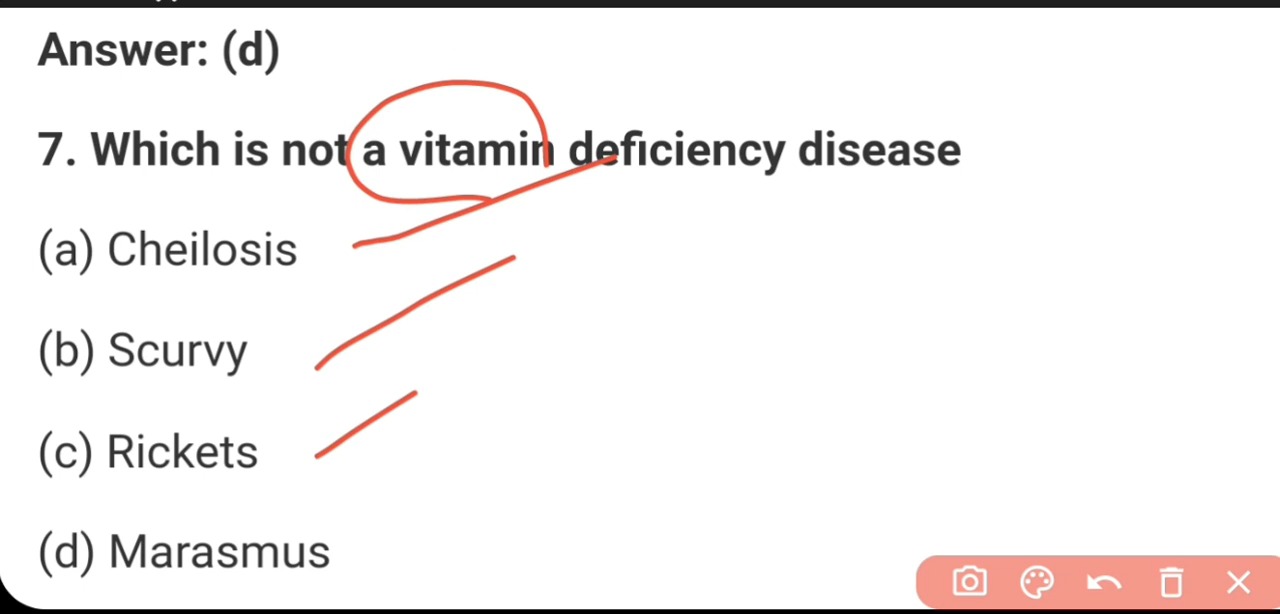 Answer: (d)
7. Which is not a vitamin deficiency disease
(a) Cheilosis
(b) Scurvy
(c) Rickets
(d) Marasmus